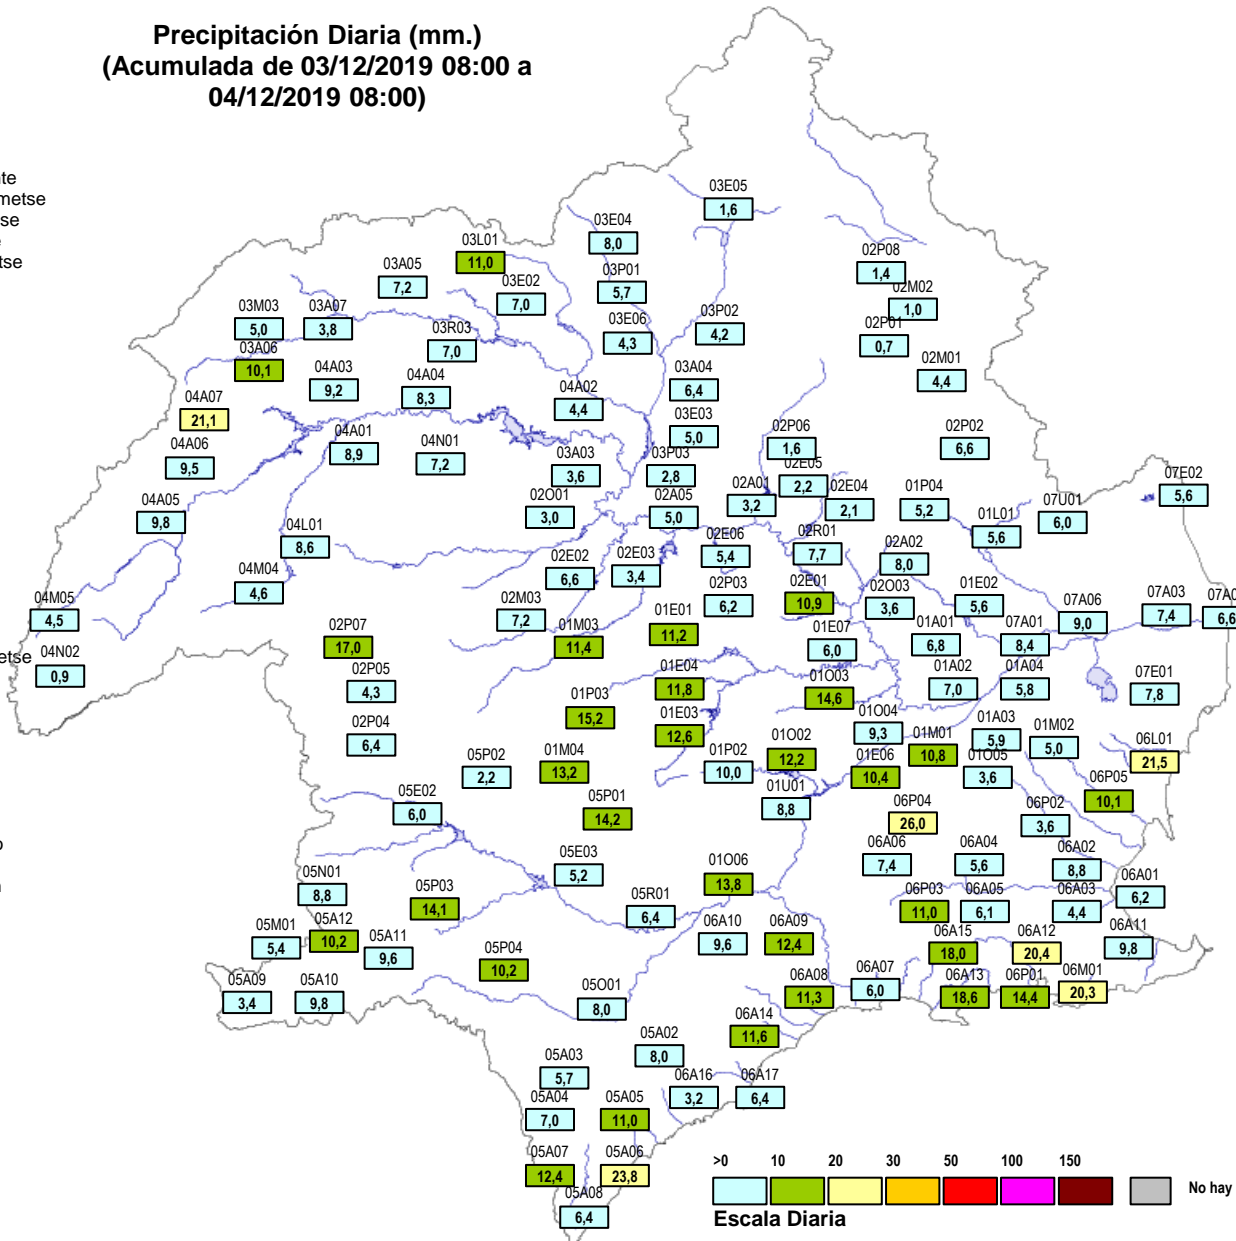 Precipitación Diaria (mm.)
(Acumulada de 03/12/2019 08:00 a
04/12/2019 08:00)
03E05
1,6
03E04
8,0
03L01
11,0
03A05
7,2
03P01
5,7
03E02
7,0
02P08
1,4
02M02
1,0
03M03
5,0
03A07
3,8
03R03
7,0
03E06
4,3
03P02
4,2
02P01
0,7
03A06
10,1
04A03
9,2
04A04
8,3
04A02
4,4
03A04
6,4
02M01
4,4
04A07
21,1
03E03
5,0
04A01
8,9
04N01
7,2
04A06
9,5
03A03
3,6
03P03
2,8
02P06
1,6
02P02
6,6
02E05
2,2
07E02
5,6
04A05
9,8
02O01
3,0
02A05
5,0
02A01
3,2
02E04
2,1
01P04
5,2
07U01
6,0
01L01
5,6
04L01
8,6
02E06
5,4
02R01
7,7
02A02
8,0
02E02
6,6
02E03
3,4
04M04
4,6
04M05
4,5
02M03
7,2
02P03
6,2
02E01
10,9
02O03
3,6
01E02
5,6
07A06
9,0
07A03
7,4
07A0
6,6
02P07
17,0
01M03
11,4
01E01
11,2
01E07
6,0
01A01
6,8
07A01
8,4
etse
04N02
0,9
02P05
4,3
01E04
11,8
01O03
14,6
01A02
7,0
01A04
5,8
07E01
7,8
01P03
15,2
02P04
6,4
01E03
12,6
01O04
9,3
01A03
5,9
01M02
5,0
05P02
2,2
01M04
13,2
01P02
10,0
01O02
12,2
01M01
10,8
01E06
10,4
01O05
3,6
06L01
21,5
05E02
6,0
05P01
14,2
01U01
8,8
06P04
26,0
06P02
3,6
06P05
10,1
05E03
5,2
01O06
13,8
06A06
7,4
06A04
5,6
06A02
8,8
05N01
8,8
05P03
14,1
05R01
6,4
06P03
11,0
06A05
6,1
06A03
4,4
06A01
6,2
05M01
5,4
05A12
10,2
05A11
9,6
05P04
10,2
06A10
9,6
06A09
12,4
06A15
18,0
06A12
20,4
06A11
9,8
05A09
3,4
05A10
9,8
05O01
8,0
06A08
11,3
06A07
6,0
06A13
18,6
06P01
14,4
06M01
20,3
05A02
8,0
06A14
11,6
05A03
5,7
06A16
3,2
06A17
6,4
05A04
7,0
05A05
11,0
05A07
12,4
05A06
23,8
05A08
6,4
>0 10 20 30 50 100 150
No hay
Escala Diaria